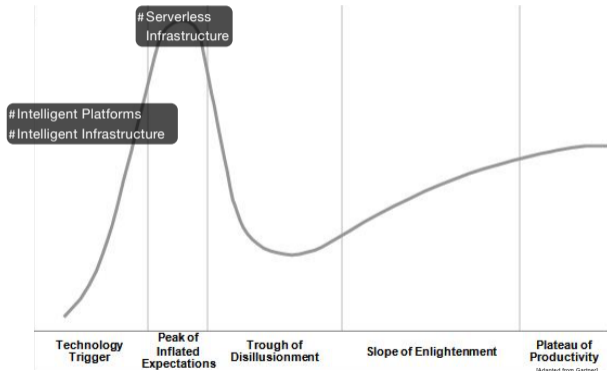 #Serverless
Infrastructure
#Intelligent Platforms
#Intelligent Infrastructure
Technology
Trigger
Peak of
Inflated
Expectations
Trough of
Disillusionment
Slope of Enlightenment
Plateau of
Productivity
[Adapted from Gartner]